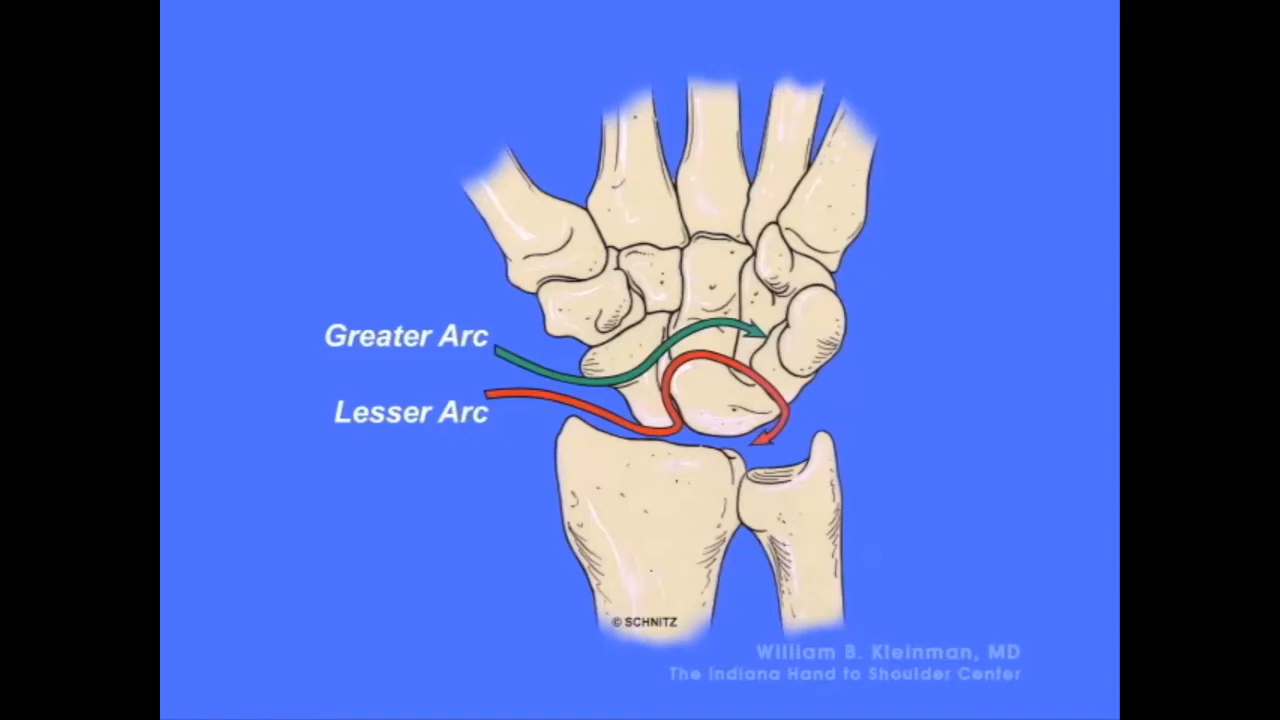 Greater Arc
Lesser Arc
© SCHNITZ
William B. Kleinman, MD
The Indiana Hand to Shoulder Center